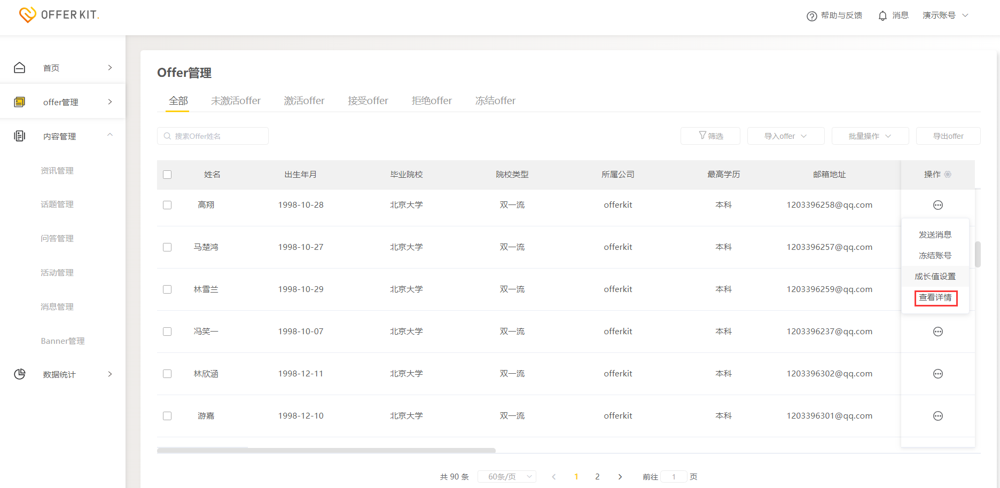 OFFER KIT.
帮助与反馈 消息 演示账号
首页
offer管理
内容管理
资讯管理
话题管理
问答管理
活动管理
消息管理
Banner管理
数据统计
Offer管理
全部 未激活offer 激活offer 接受offer 拒绝offer 冻结offer
搜索Offer姓名 筛选 导入offer 批量操作 导出offer
姓名 出生年月 毕业院校 院校类型 所属公司 最高学历 邮箱地址 操作
高翔 1998-10-28 北京大学 双一流 offerkit 本科 1203396258@qq.com
马楚鸿 1998-10-27 北京大学 双一流 offerkit 本科 1203396257@qq.com
林雪兰 1998-10-29 北京大学 双一流 offerkit 本科 1203396259@qq.com
冯笑一 1998-10-07 北京大学 双一流 offerkit 本科 1203396237@qq.com
林欣涵 1998-12-11 北京大学 双一流 offerkit 本科 1203396302@qq.com
游嘉 1998-12-10 北京大学 双一流 offerkit 本科 1203396301@qq.com
发送消息
冻结账号
成长值设置
查看详情
共 90 条 60条/页 1 2 前往 1 页